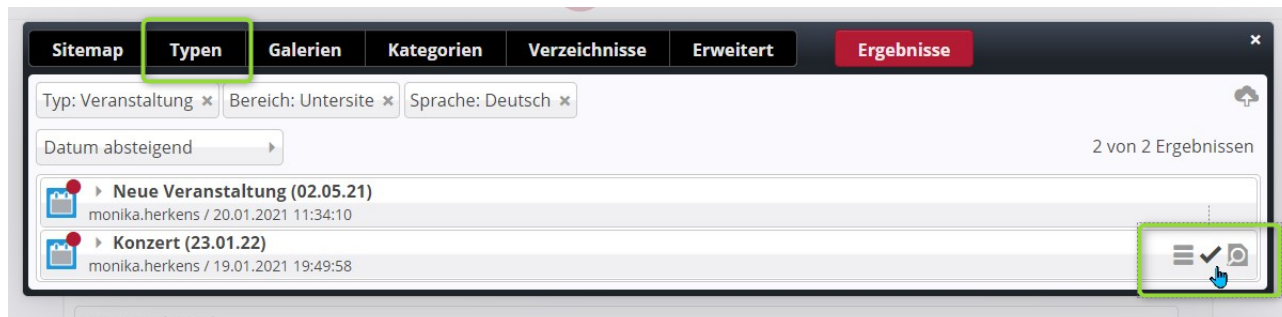 Sitemap Typen Galerien Kategorien Verzeichnisse Erweitert Ergebnisse ×
Typ: Veranstaltung × Bereich: Untersite × Sprache: Deutsch ×
Datum absteigend 2 von 2 Ergebnissen
Neue Veranstaltung (02.05.21)
monika.herkens / 20.01.2021 11:34:10
Konzert (23.01.22)
monika.herkens / 19.01.2021 19:49:58